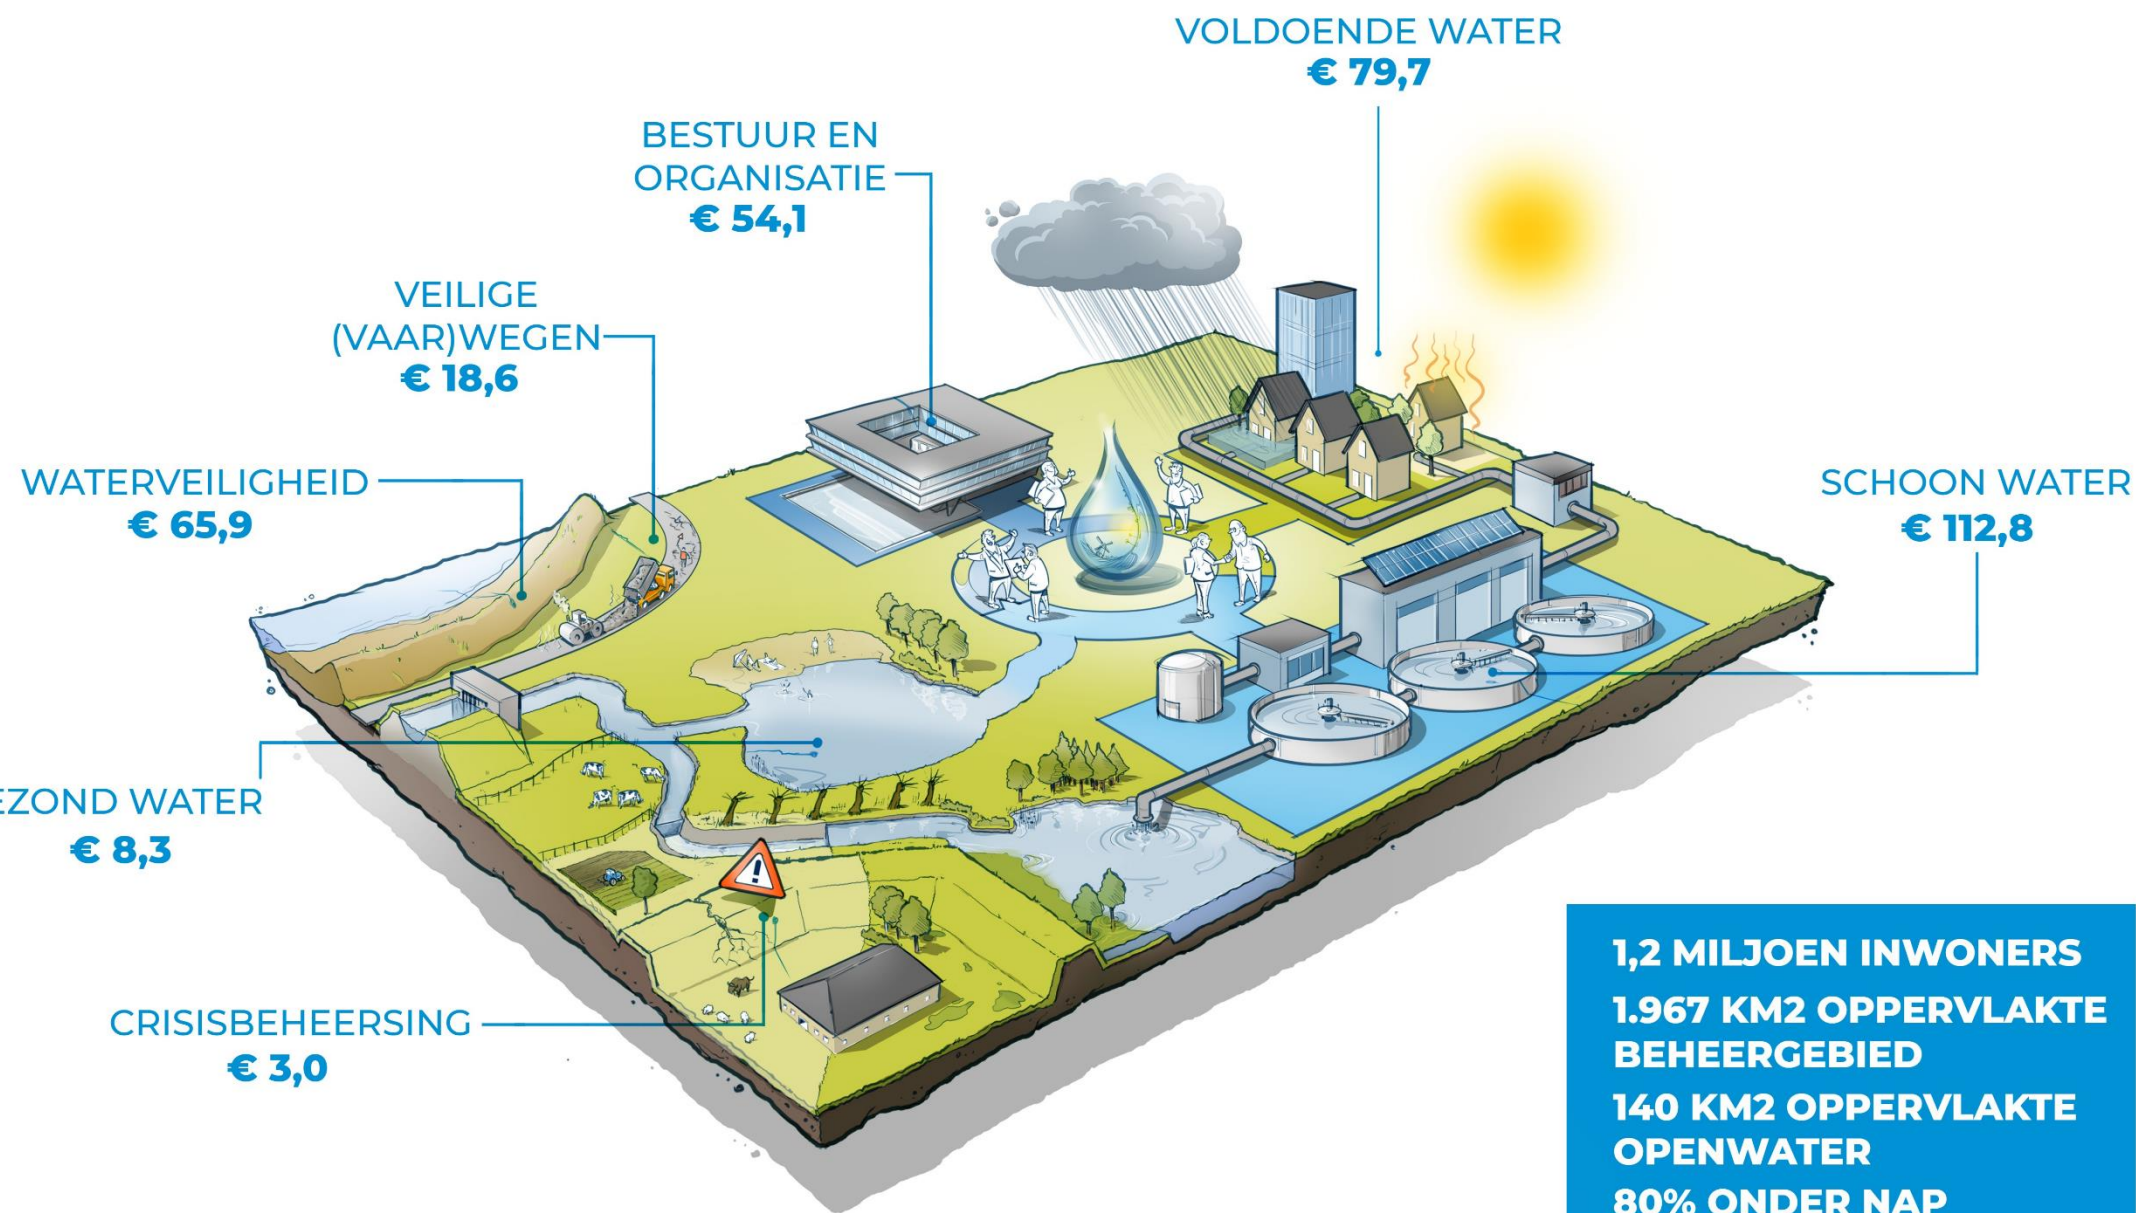 VOLDOENDE WATER
€ 79,7
BESTUUR EN
ORGANISATIE
€ 54,1
VEILIGE
(VAAR)WEGEN
€ 18,6
WATERVEILIGHEID
€ 65,9
SCHOON WATER
€ 112,8
EZOND WATER
€ 8,3
CRISISBEHEERSING
€ 3,0
1,2 MILJOEN INWONERS
1.967 KM2 OPPERVLAKTE
BEHEERGEBIED
140 KM2 OPPERVLAKTE
OPENWATER
80% ONDER NAP